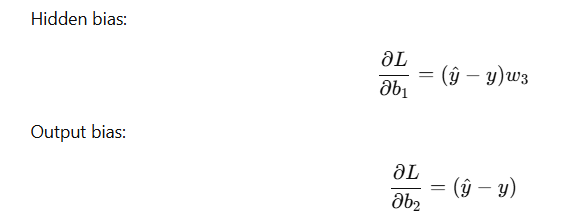 Hidden bias:
∂L/∂b₁ = (ŷ − y)w₃
Output bias:
∂L/∂b₂ = (ŷ − y)